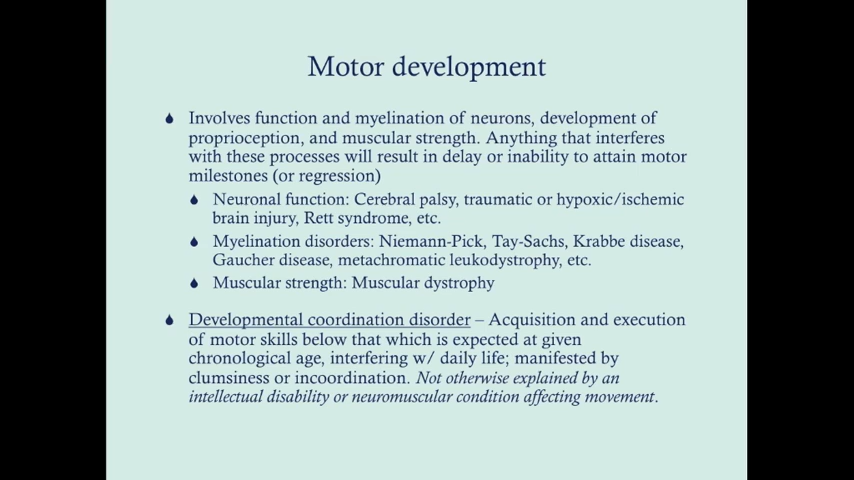 Motor development
Involves function and myelination of neurons, development of
proprioception, and muscular strength. Anything that interferes
with these processes will result in delay or inability to attain motor
milestones (or regression)
Neuronal function: Cerebral palsy, traumatic or hypoxic/ischemic
brain injury, Rett syndrome, etc.
Myelination disorders: Niemann-Pick, Tay-Sachs, Krabbe disease,
Gaucher disease, metachromatic leukodystrophy, etc.
Muscular strength: Muscular dystrophy
Developmental coordination disorder – Acquisition and execution
of motor skills below that which is expected at given
chronological age, interfering w/ daily life; manifested by
clumsiness or incoordination. Not otherwise explained by an
intellectual disability or neuromuscular condition affecting movement.